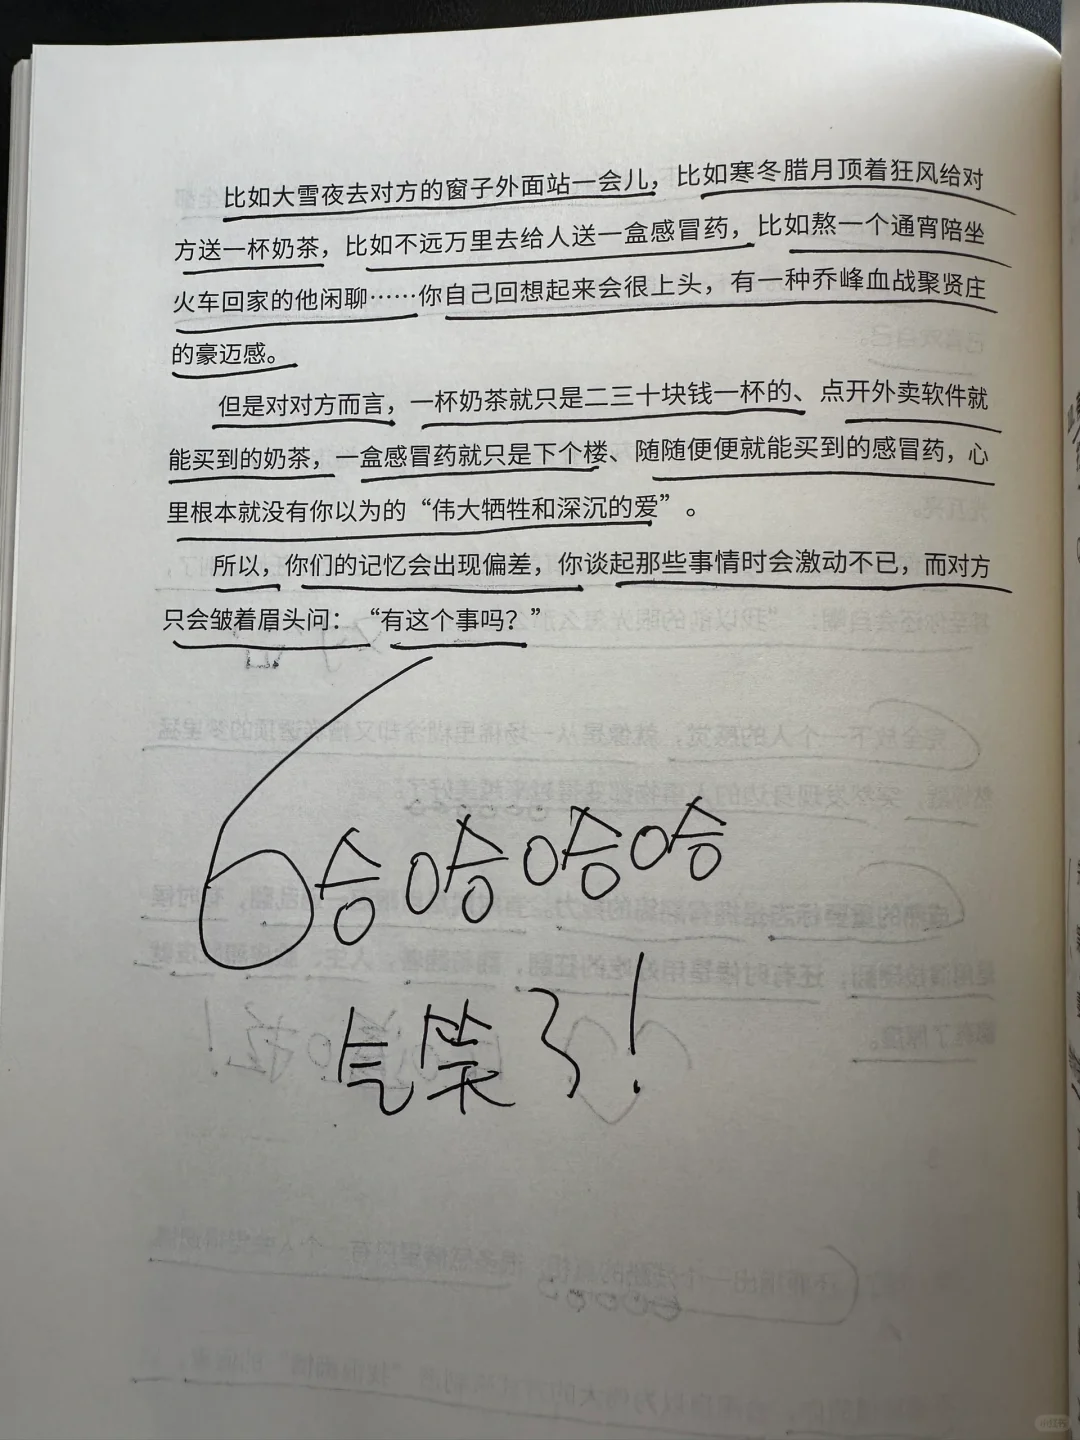 比如大雪夜去对方的窗子外面站一会儿，比如寒冬腊月顶着狂风给对
方送一杯奶茶，比如不远万里去给人送一盒感冒药，比如熬一个通宵陪坐
火车回家的他闲聊……你自己回想起来会很上头，有一种乔峰血战聚贤庄
的豪迈感。
但是对对方而言，一杯奶茶就只是二三十块钱一杯的、点开外卖软件就
能买到的奶茶，一盒感冒药就只是下个楼、随随便便就能买到的感冒药，心
里根本就没有你以为的“伟大牺牲和深沉的爱”。
所以，你们的记忆会出现偏差，你谈起那些事情时会激动不已，而对方
只会皱着眉头问：“有这个事吗？”
哈哈哈哈
气笑了！
小红书